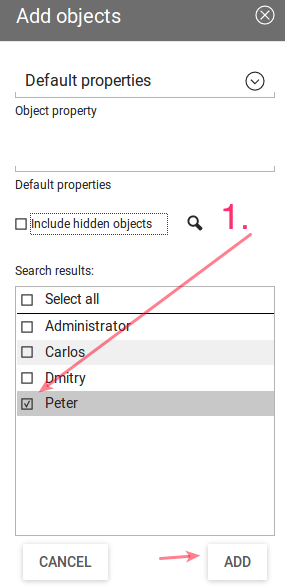 Add objects
Default properties
Object property
Default properties
Include hidden objects
1.
Search results:
Select all
Administrator
Carlos
Dmitry
Peter
CANCEL
ADD